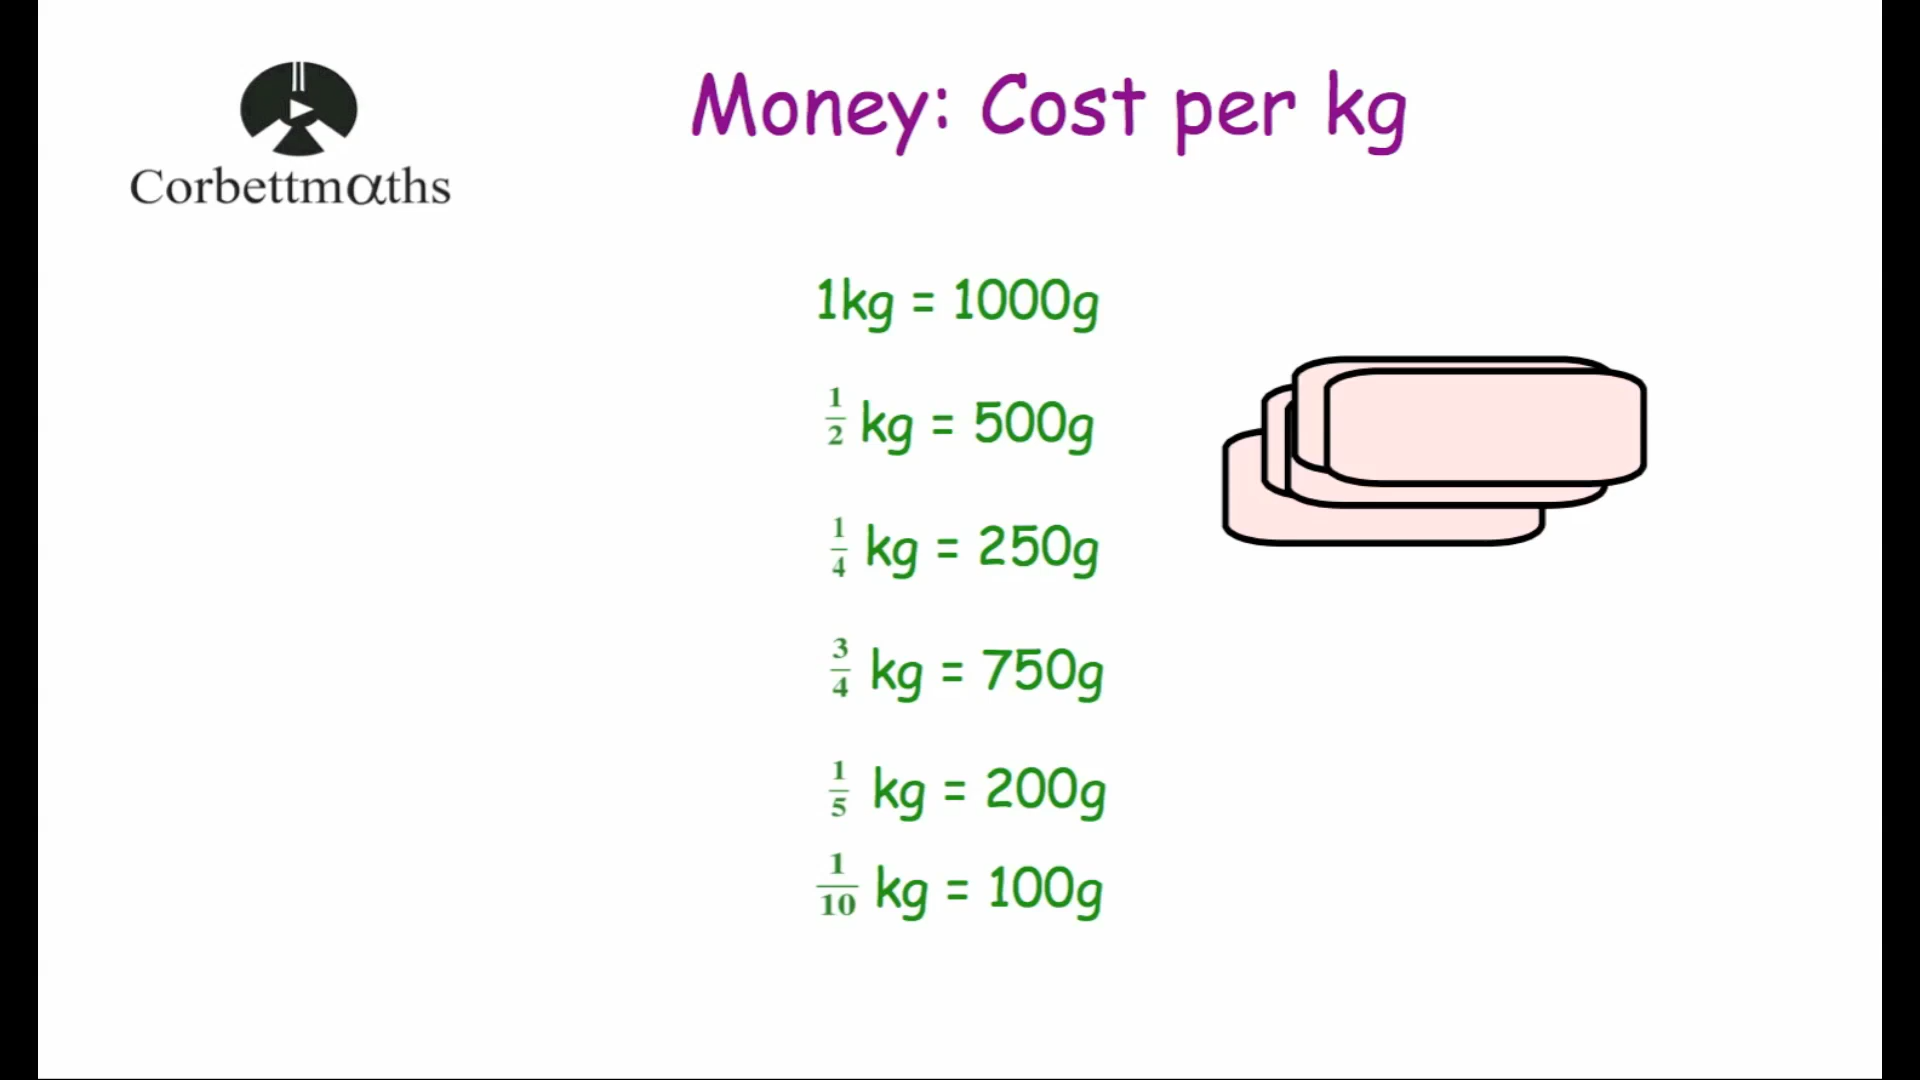 Corbettmαths
Money: Cost per kg
1kg = 1000g
1/2 kg = 500g
1/4 kg = 250g
3/4 kg = 750g
1/5 kg = 200g
1/10 kg = 100g